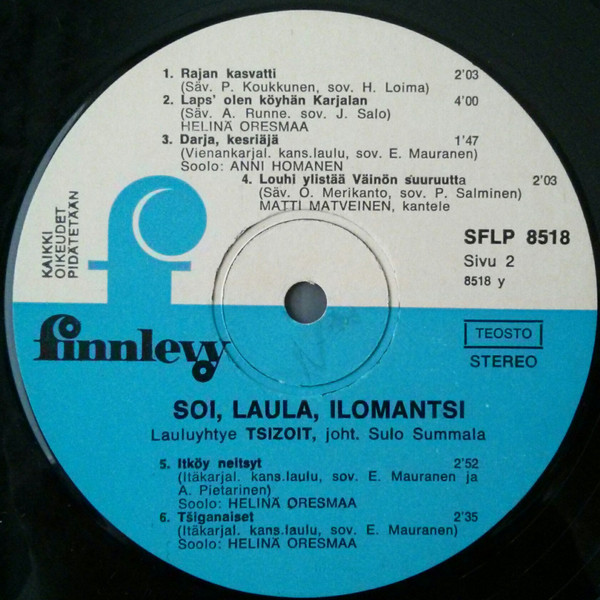 1. Rajan kasvatti 2'03
(Säv. P. Koukkunen, sov. H. Loima)
2. Laps' olen köyhän Karjalan 4'00
(Säv. A. Runne. sov. J. Salo)
HELINÄ ORESMAA
3. Darja, kesriäjä 1'47
(Vienankarjal. kans.laulu, sov. E. Mauranen)
Soolo: ANNI HOMANEN
4. Louhi ylistää Väinön suuruutta 2'03
(Säv. O. Merikanto, sov. P. Salminen)
MATTI MATVEINEN, kantele
KAIKKI
OIKEUDET
PIDÄTETÄÄN
f
SFLP 8518
Sivu 2
8518 y
finnlevy
TEOSTO
STEREO
SOI, LAULA, ILOMANTSI
Lauluyhtye TSIZOIT, joht. Sulo Summala
5. Itköy neitsyt 2'52
(Itäkarjal. kans.laulu, sov. E. Mauranen ja
A. Pietarinen)
Soolo: HELINÄ ORESMAA
6. Tšiganaiset 2'35
(Itäkarjal. kans.laulu, sov. E. Mauranen)
Soolo: HELINÄ ORESMAA